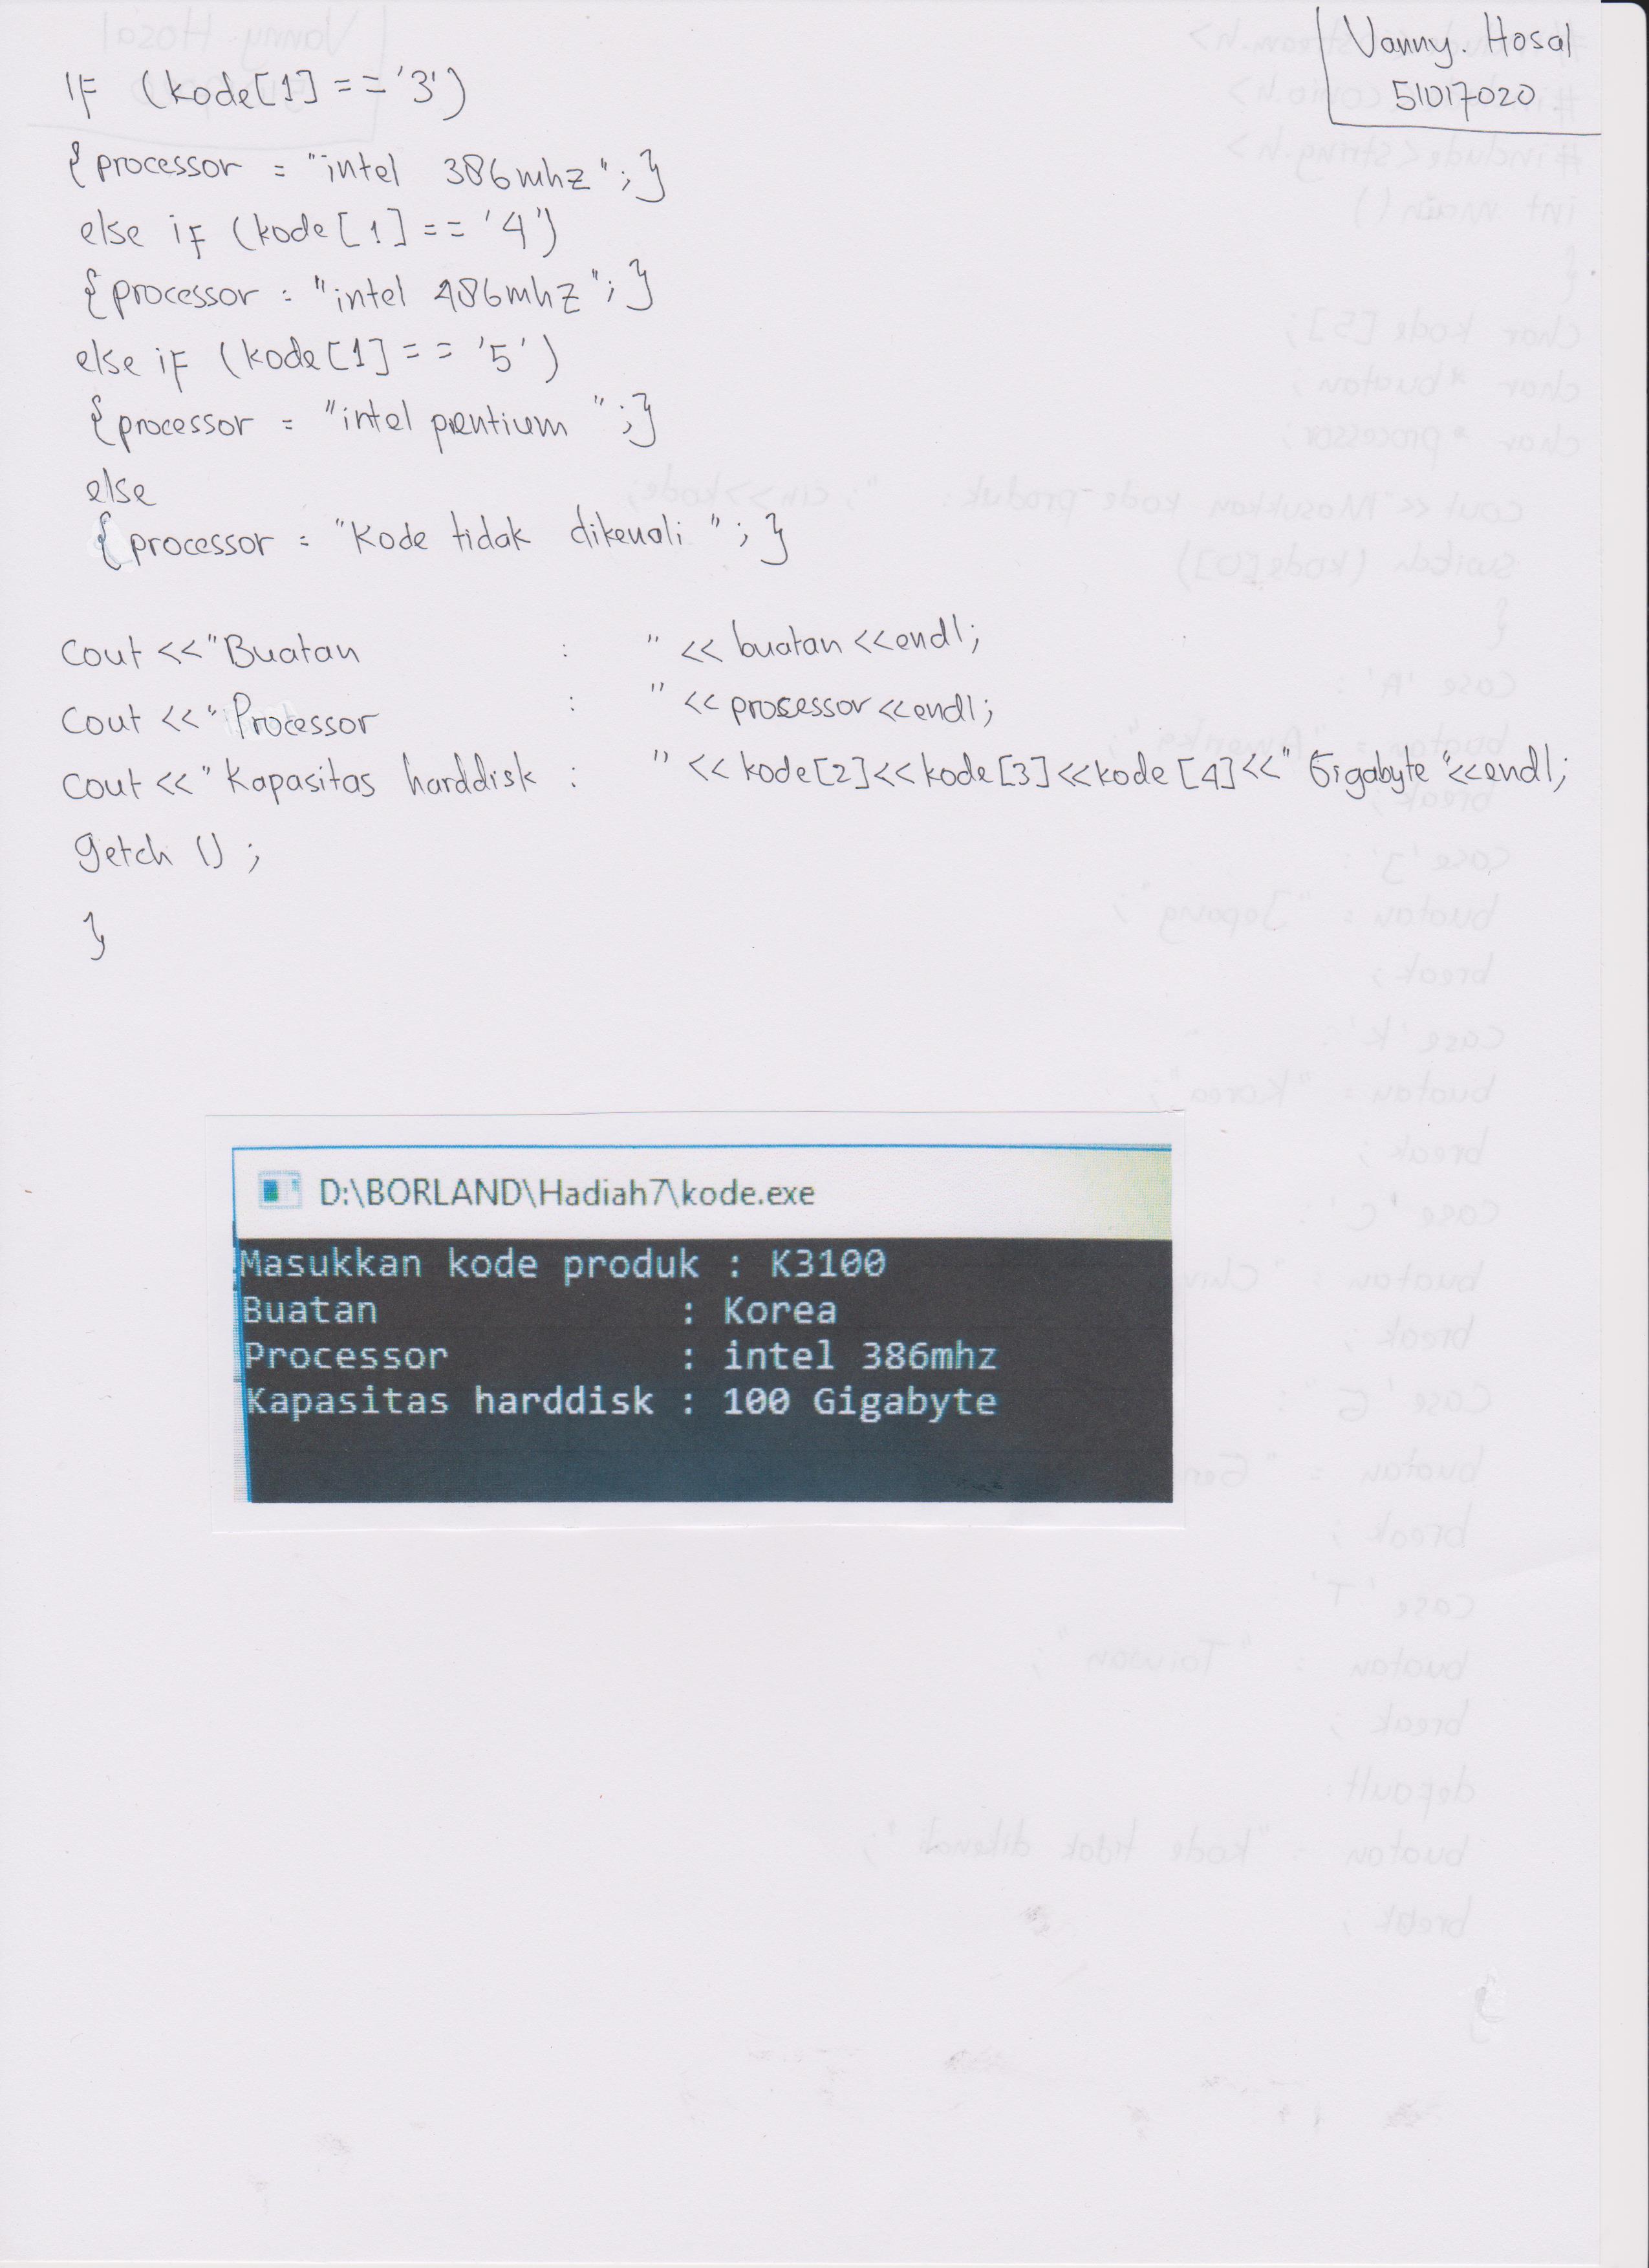 Vanny. Hosal
51017020
IF (kode[1] == '3')
{processor = "intel 386mhz";}
else if (kode[1] == '4')
{processor = "intel 486mhz";}
else if (kode[1] == '5')
{processor = "intel pentium ";}
else
{processor = "Kode tidak dikenali ";}
Cout <<"Buatan : " << buatan <<endl;
Cout <<"Processor : " << processor <<endl;
Cout <<"Kapasitas harddisk : " << kode[2]<<kode[3]<<kode[4]<<" Gigabyte"<<endl;
getch () ;
}
D:\BORLAND\Hadiah7\kode.exe
Masukkan kode produk : K3100
Buatan : Korea
Processor : intel 386mhz
Kapasitas harddisk : 100 Gigabyte